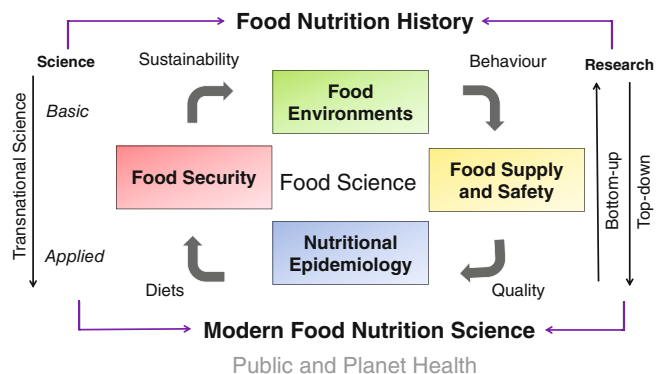 Food Nutrition History
Science
Sustainability
Behaviour
Research
Basic
Food
Environments
Transnational Science
Food Security
Food Science
Food Supply
and Safety
Bottom-up
Top-down
Applied
Nutritional
Epidemiology
Diets
Quality
Modern Food Nutrition Science
Public and Planet Health